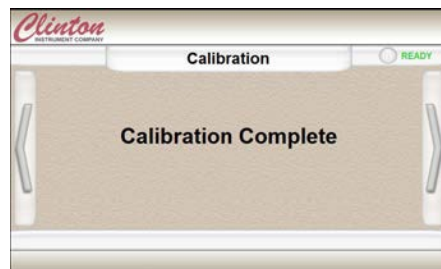 Clinton
INSTRUMENT COMPANY
Calibration
READY
Calibration Complete